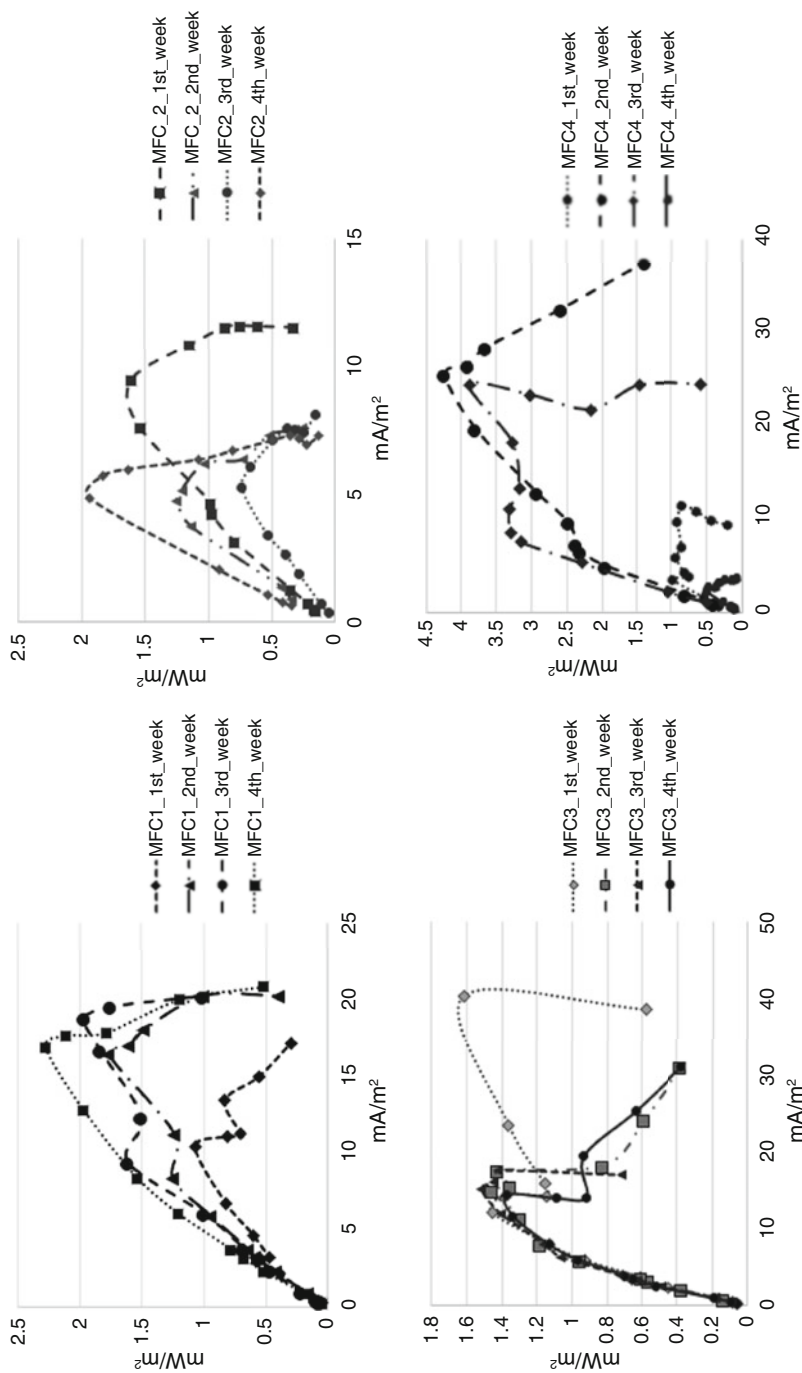 2.5
2
1.5
1
0.5
0
mW/m²
0
5
10
15
20
25
mA/m²
MFC1_1st_week
MFC1_2nd_week
MFC1_3rd_week
MFC1_4th_week
2.5
2
1.5
1
0.5
0
mW/m²
0
5
10
15
mA/m²
MFC_2_1st_week
MFC_2_2nd_week
MFC2_3rd_week
MFC2_4th_week
1.8
1.6
1.4
1.2
1
0.8
0.6
0.4
0.2
0
mW/m²
0
10
20
30
40
50
mA/m²
MFC3_1st_week
MFC3_2nd_week
MFC3_3rd_week
MFC3_4th_week
4.5
4
3.5
3
2.5
2
1.5
1
0.5
0
mW/m²
0
10
20
30
40
mA/m²
MFC4_1st_week
MFC4_2nd_week
MFC4_3rd_week
MFC4_4th_week